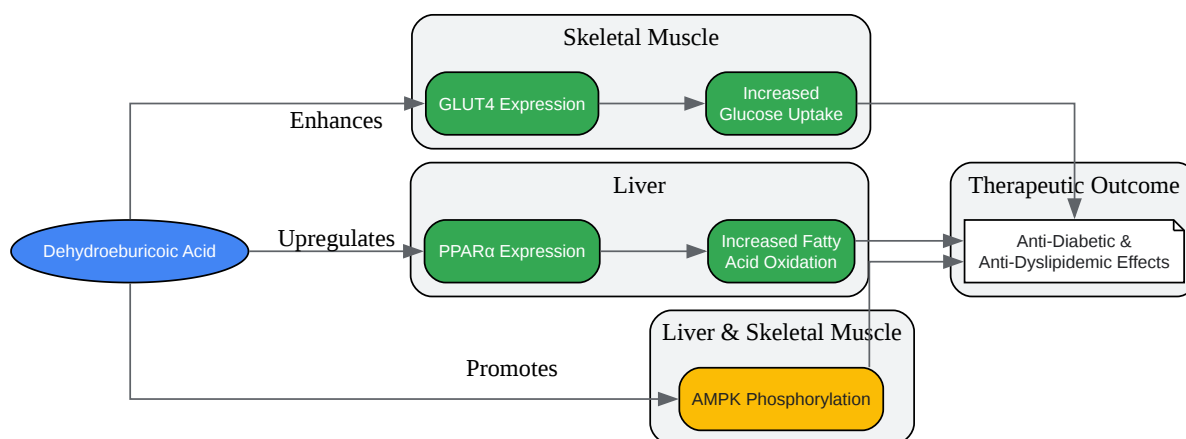 Skeletal Muscle
GLUT4 Expression
Increased
Glucose Uptake
Enhances
Liver
Therapeutic Outcome
Dehydroeburicoic Acid
Upregulates
PPARα Expression
Increased Fatty
Acid Oxidation
Anti-Diabetic &
Anti-Dyslipidemic Effects
Liver & Skeletal Muscle
Promotes
AMPK Phosphorylation